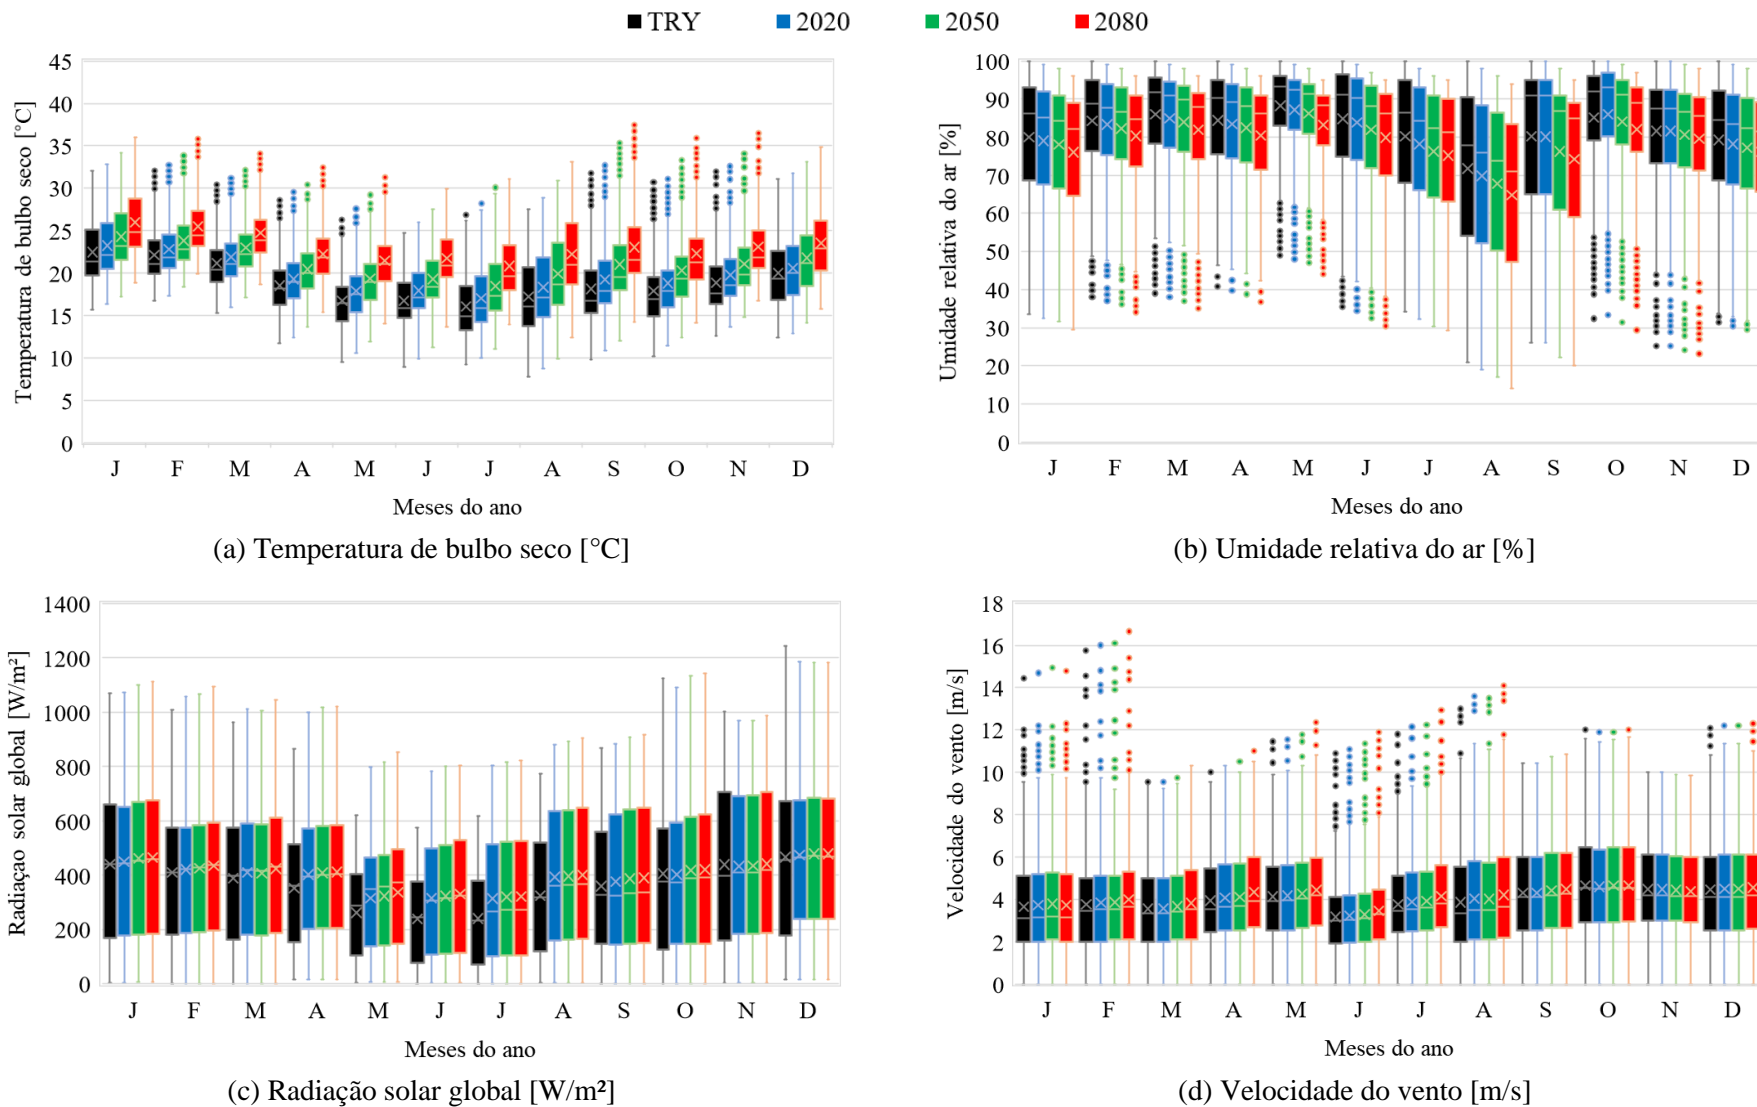 TRY 2020 2050 2080
Temperatura de bulbo seco [°C]
45
40
35
30
25
20
15
10
5
0
J F M A M J J A S O N D
Meses do ano
(a) Temperatura de bulbo seco [°C]
Umidade relativa do ar [%]
100
90
80
70
60
50
40
30
20
10
0
J F M A M J J A S O N D
Meses do ano
(b) Umidade relativa do ar [%]
Radiaçao solar global [W/m²]
1400
1200
1000
800
600
400
200
0
J F M A M J J A S O N D
Meses do ano
(c) Radiação solar global [W/m²]
Velocidade do vento [m/s]
18
16
14
12
10
8
6
4
2
0
J F M A M J J A S O N D
Meses do ano
(d) Velocidade do vento [m/s]